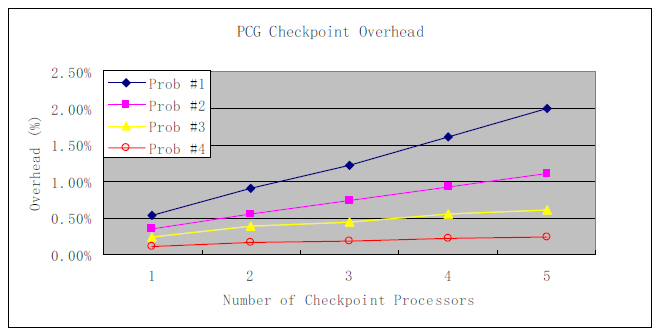 PCG Checkpoint Overhead
2.50%
2.00%
1.50%
1.00%
0.50%
0.00%
Overhead (%)
Prob #1
Prob #2
Prob #3
Prob #4
1 2 3 4 5
Number of Checkpoint Processors